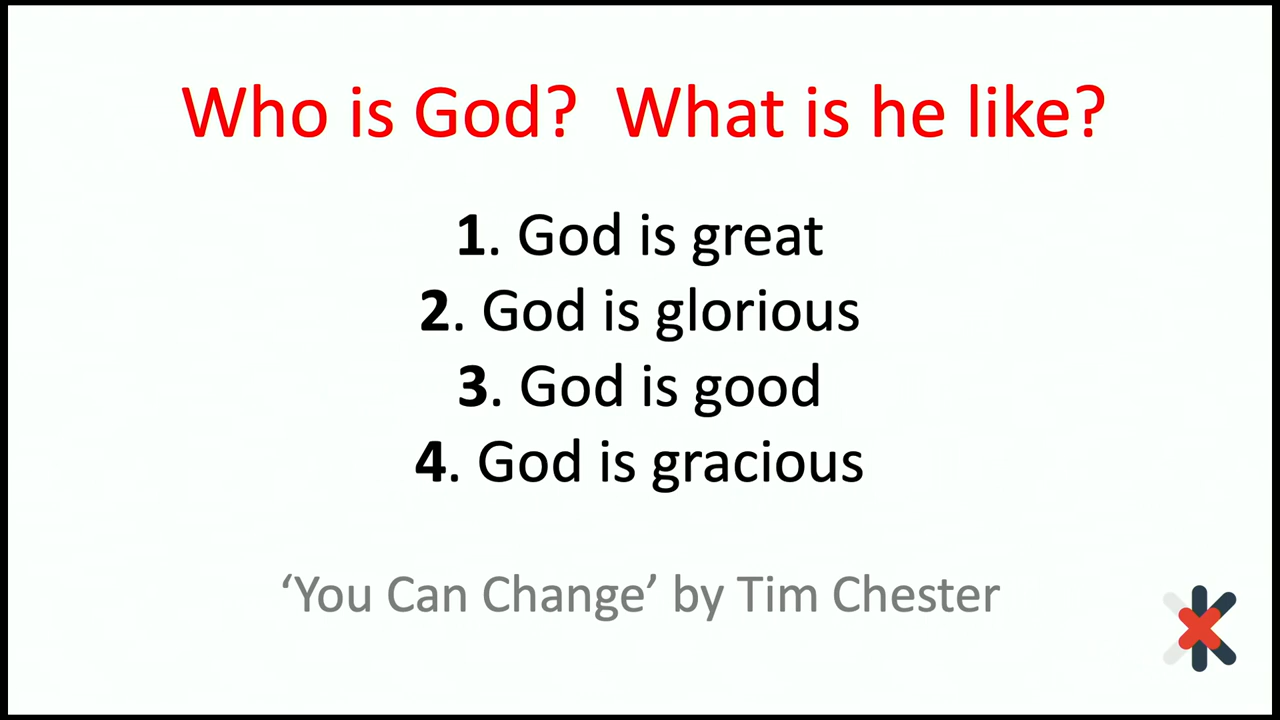 Who is God?  What is he like?
1. God is great
2. God is glorious
3. God is good
4. God is gracious
‘You Can Change’ by Tim Chester